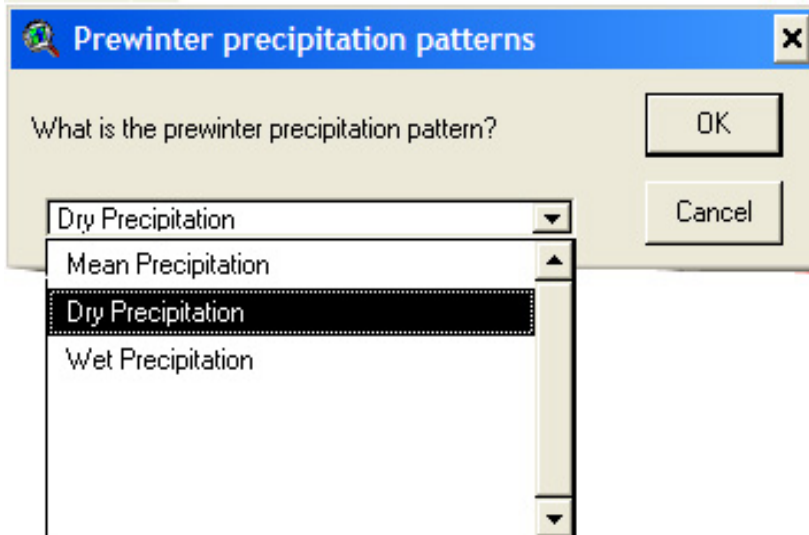 Prewinter precipitation patterns
What is the prewinter precipitation pattern?
OK
Cancel
Dry Precipitation
Mean Precipitation
Dry Precipitation
Wet Precipitation